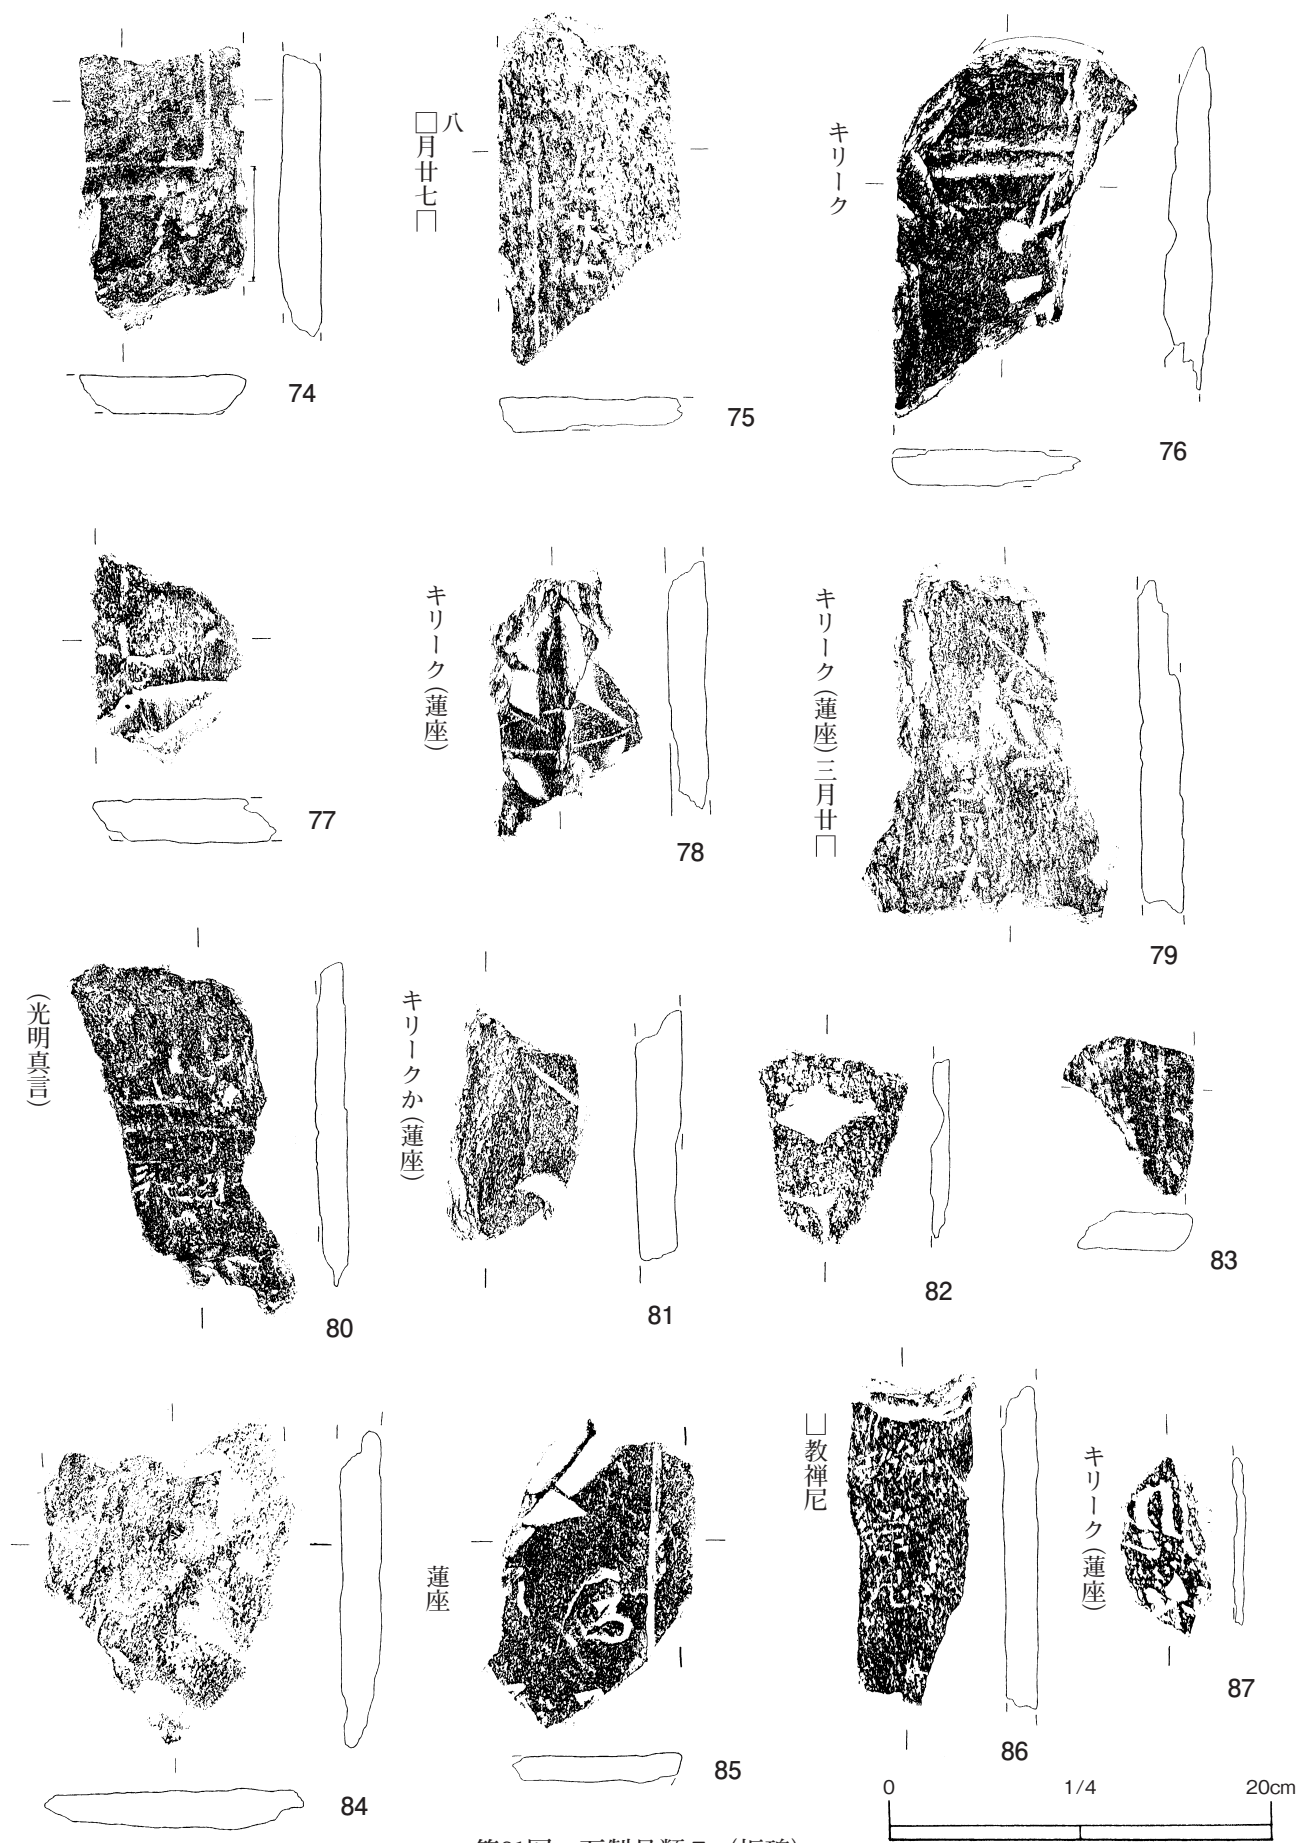 74
八
□月廿七□
75
キリーク
76
77
キリーク（蓮座）
78
キリーク（蓮座）三月廿□
79
（光明真言）
80
キリークか（蓮座）
81
82
83
84
蓮座
85
□教禅尼
86
キリーク（蓮座）
87
0 1/4 20cm